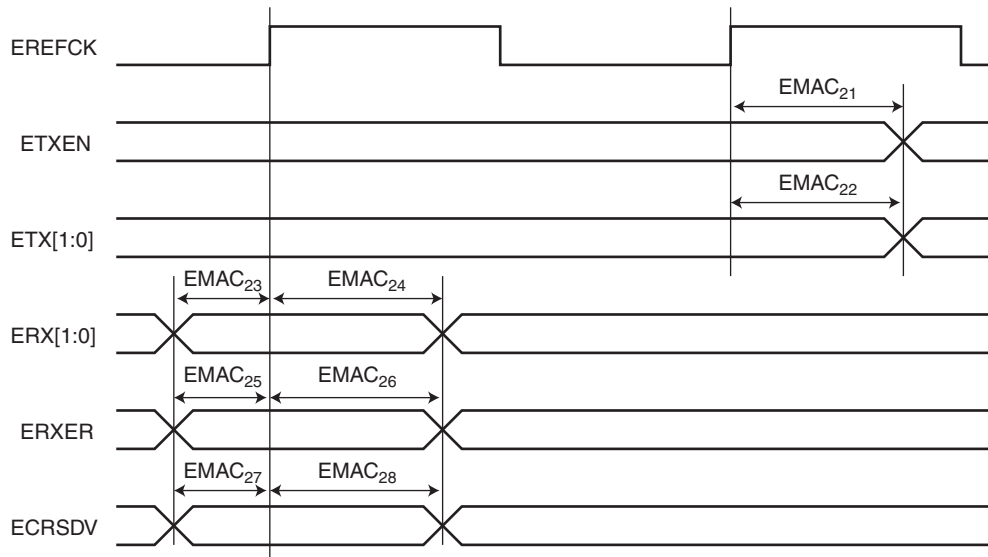 EREFCK
EMAC21
ETXEN
EMAC22
ETX[1:0]
EMAC23 EMAC24
ERX[1:0]
EMAC25 EMAC26
ERXER
EMAC27 EMAC28
ECRSDV